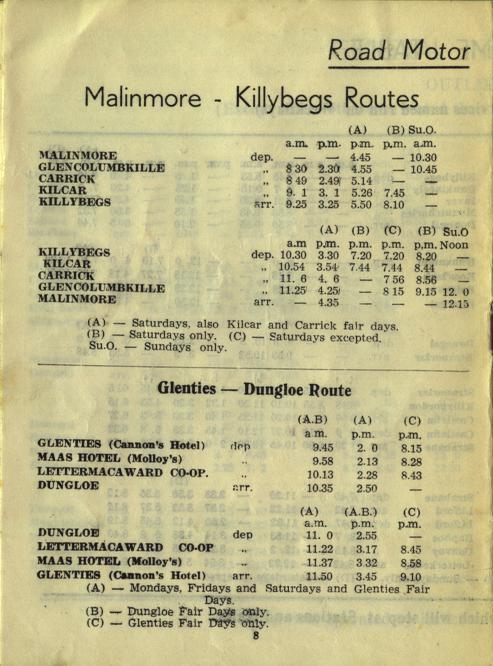 Road Motor
Malinmore - Killybegs Routes
(A) (B) Su.O.
a.m. p.m. p.m. p.m. a.m.
MALINMORE dep. — — 4.45 — 10.30
GLENCOLUMBKILLE ,, 8 30 2.30 4.55 — 10.45
CARRICK ,, 8 49 2.49 5.14 — —
KILCAR ,, 9. 1 3. 1 5.26 7.45 —
KILLYBEGS arr. 9.25 3.25 5.50 8.10 —
(A) (B) (C) (B) Su.O
a.m p.m. p.m. p.m. p.m. Noon
KILLYBEGS dep. 10.30 3.30 7.20 7.20 8.20 —
KILCAR ,, 10.54 3.54 7.44 7.44 8.44 —
CARRICK ,, 11. 6 4. 6 — 7 56 8.56 —
GLENCOLUMBKILLE ,, 11.25 4.25 — 8 15 9.15 12. 0
MALINMORE arr. — 4.35 — — — 12.15
(A) — Saturdays, also Kilcar and Carrick fair days.
(B) — Saturdays only. (C) — Saturdays excepted.
Su.O. — Sundays only.
Glenties — Dungloe Route
(A.B) (A) (C)
a m. p.m. p.m.
GLENTIES (Cannon's Hotel) dep 9.45 2. 0 8.15
MAAS HOTEL (Molloy's) ,, 9.58 2.13 8.28
LETTERMACAWARD CO-OP. ,, 10.13 2.28 8.43
DUNGLOE arr. 10.35 2.50 —
(A) (A.B.) (C)
a.m. p.m. p.m.
DUNGLOE dep 11. 0 2.55 —
LETTERMACAWARD CO-OP ,, 11.22 3.17 8.45
MAAS HOTEL (Molloy's) ,, 11.37 3 32 8.58
GLENTIES (Cannon's Hotel) arr. 11.50 3.45 9.10
(A) — Mondays, Fridays and Saturdays and Glenties Fair
Days.
(B) — Dungloe Fair Days only.
(C) — Glenties Fair Days only.
8